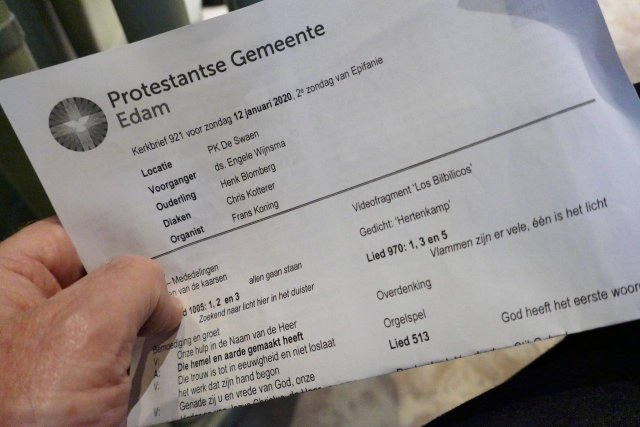 Protestantse Gemeente
Edam
Kerkbrief 921 voor zondag 12 januari 2020, 2e zondag van Epifanie
Locatie PK De Swaen
Voorganger ds. Engele Wijnsma
Ouderling Henk Blomberg
Diaken Chris Kotterer
Organist Frans Koning
– Mededelingen
van de kaarsen allen gaan staan
1005: 1, 2 en 3
Zoekend naar licht hier in het duister
Bemoediging en groet
V: Onze hulp in de Naam van de Heer
A: Die hemel en aarde gemaakt heeft
V: Die trouw is tot in eeuwigheid en niet loslaat
het werk dat zijn hand begon
V: Genade zij u en vrede van God, onze
Videofragment 'Los Bilbilicos'
Gedicht: 'Hertenkamp'
Lied 970: 1, 3 en 5
Vlammen zijn er vele, één is het licht
Overdenking
Orgelspel
Lied 513
God heeft het eerste woord